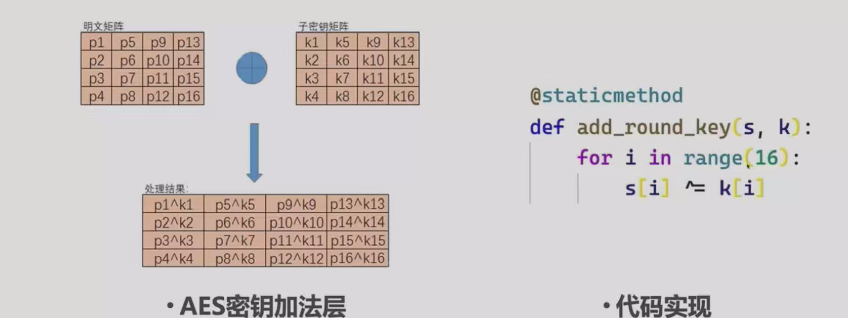 明文矩阵
p1 p5 p9 p13
p2 p6 p10 p14
p3 p7 p11 p15
p4 p8 p12 p16
子密钥矩阵
k1 k5 k9 k13
k2 k6 k10 k14
k3 k7 k11 k15
k4 k8 k12 k16
处理结果:
p1^k1 p5^k5 p9^k9 p13^k13
p2^k2 p6^k6 p10^k10 p14^k14
p3^k3 p7^k7 p11^k11 p15^k15
p4^k4 p8^k8 p12^k12 p16^k16
• AES密钥加法层
@staticmethod
def add_round_key(s, k):
for i in range(16):
s[i] ^= k[i]
• 代码实现